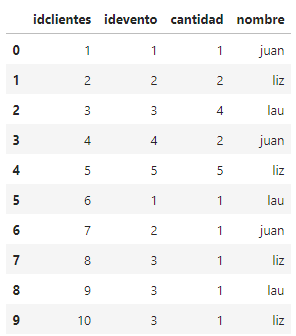 idclientes idevento cantidad nombre
0 1 1 1 juan
1 2 2 2 liz
2 3 3 4 lau
3 4 4 2 juan
4 5 5 5 liz
5 6 1 1 lau
6 7 2 1 juan
7 8 3 1 liz
8 9 3 1 lau
9 10 3 1 liz